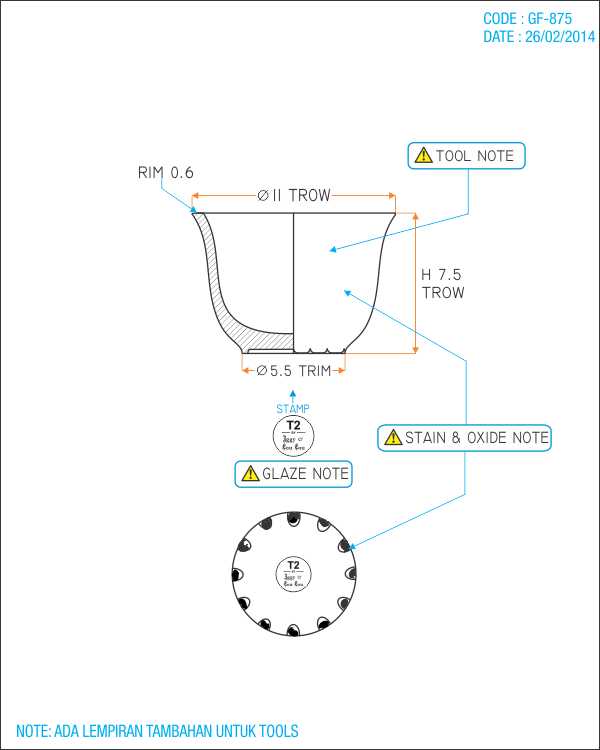 CODE : GF-875
DATE : 26/02/2014
TOOL NOTE
RIM 0.6
Ø 11 TROW
H 7.5
TROW
Ø 5.5 TRIM
STAMP
T2
STAIN & OXIDE NOTE
GLAZE NOTE
T2
NOTE: ADA LEMPIRAN TAMBAHAN UNTUK TOOLS